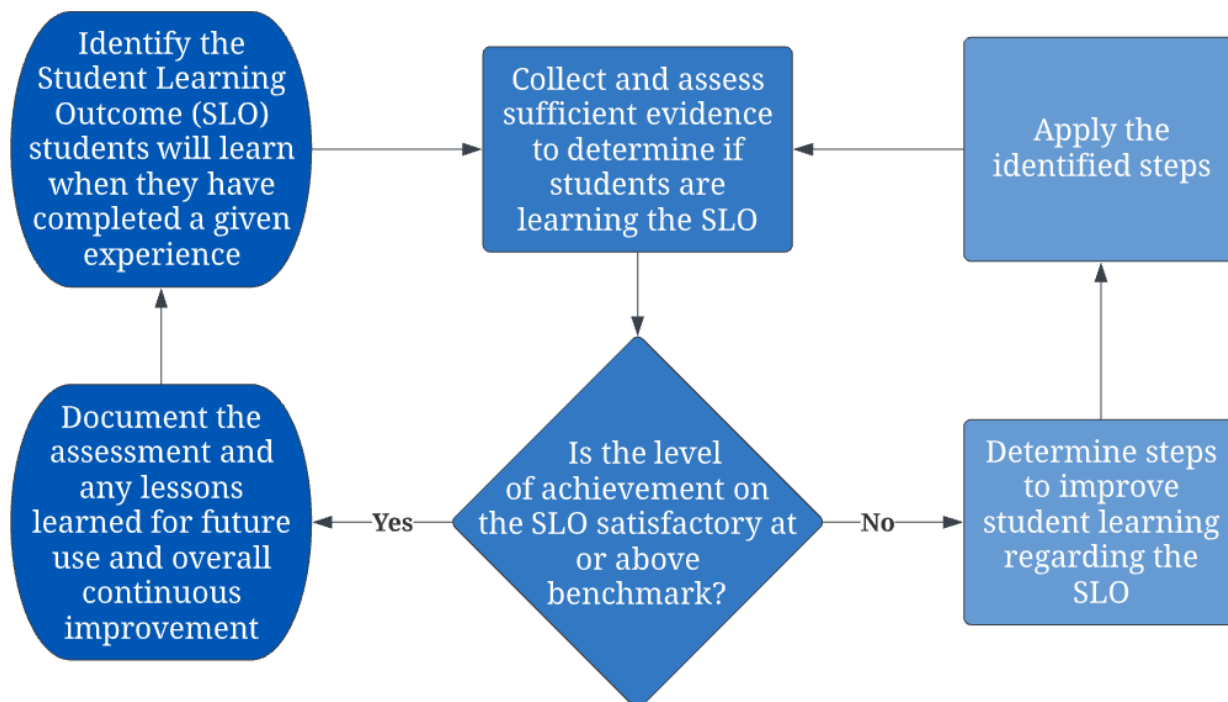 Identify the
Student Learning
Outcome (SLO)
students will learn
when they have
completed a given
experience
Collect and assess
sufficient evidence
to determine if
students are
learning the SLO
Apply the
identified steps
Document the
assessment and
any lessons
learned for future
use and overall
continuous
improvement
Yes
Is the level
of achievement on
the SLO satisfactory at
or above
benchmark?
No
Determine steps
to improve
student learning
regarding the
SLO